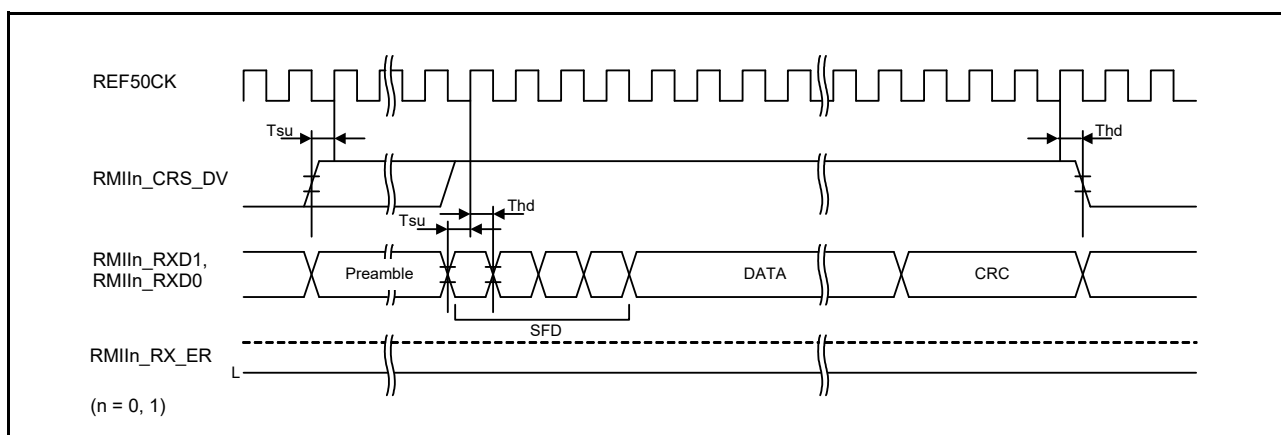 REF50CK
Tsu
Thd
RMIIn_CRS_DV
Tsu
Thd
RMIIn_RXD1,
RMIIn_RXD0
Preamble
DATA
CRC
SFD
RMIIn_RX_ER
L
(n = 0, 1)